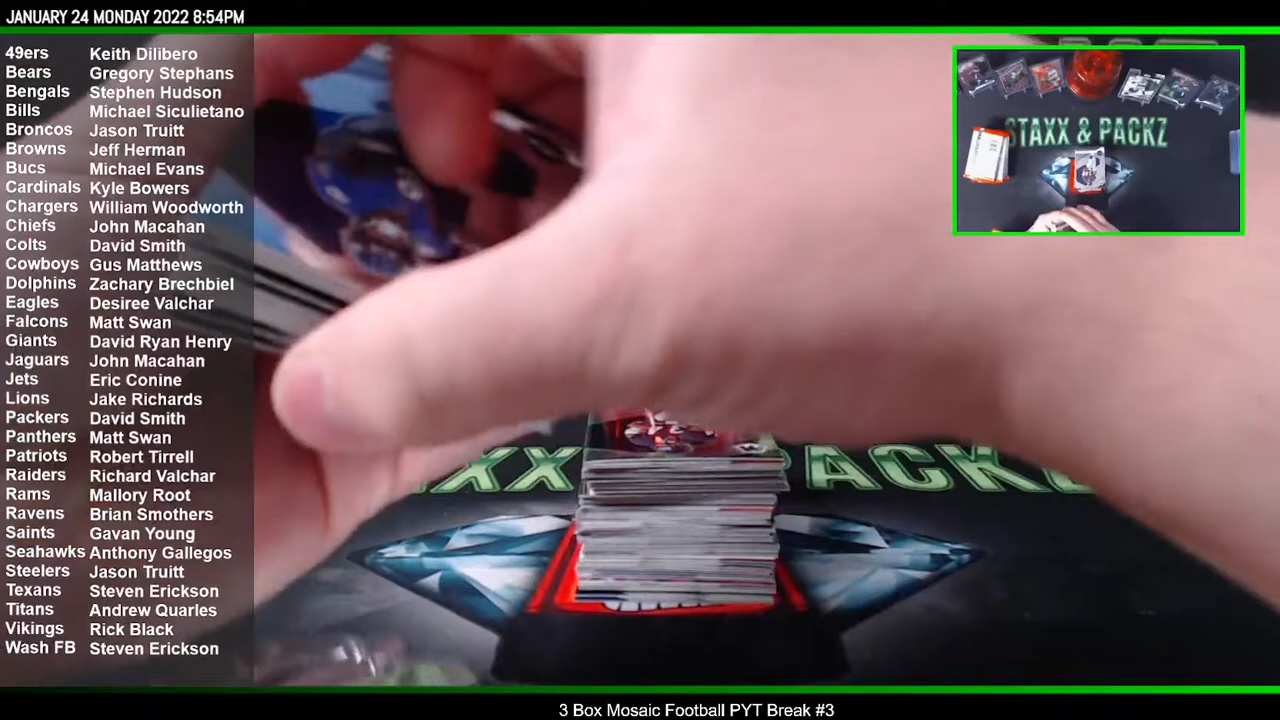 JANUARY 24 MONDAY 2022 8:54PM
49ers Keith Dilibero
Bears Gregory Stephans
Bengals Stephen Hudson
Bills Michael Siculietano
Broncos Jason Truitt
Browns Jeff Herman
Bucs Michael Evans
Cardinals Kyle Bowers
Chargers William Woodworth
Chiefs John Macahan
Colts David Smith
Cowboys Gus Matthews
Dolphins Zachary Brechbiel
Eagles Desiree Valchar
Falcons Matt Swan
Giants David Ryan Henry
Jaguars John Macahan
Jets Eric Conine
Lions Jake Richards
Packers David Smith
Panthers Matt Swan
Patriots Robert Tirrell
Raiders Richard Valchar
Rams Mallory Root
Ravens Brian Smothers
Saints Gavan Young
Seahawks Anthony Gallegos
Steelers Jason Truitt
Texans Steven Erickson
Titans Andrew Quarles
Vikings Rick Black
Wash FB Steven Erickson
STAXX & PACKZ
XX PACKZ
3 Box Mosaic Football PYT Break #3